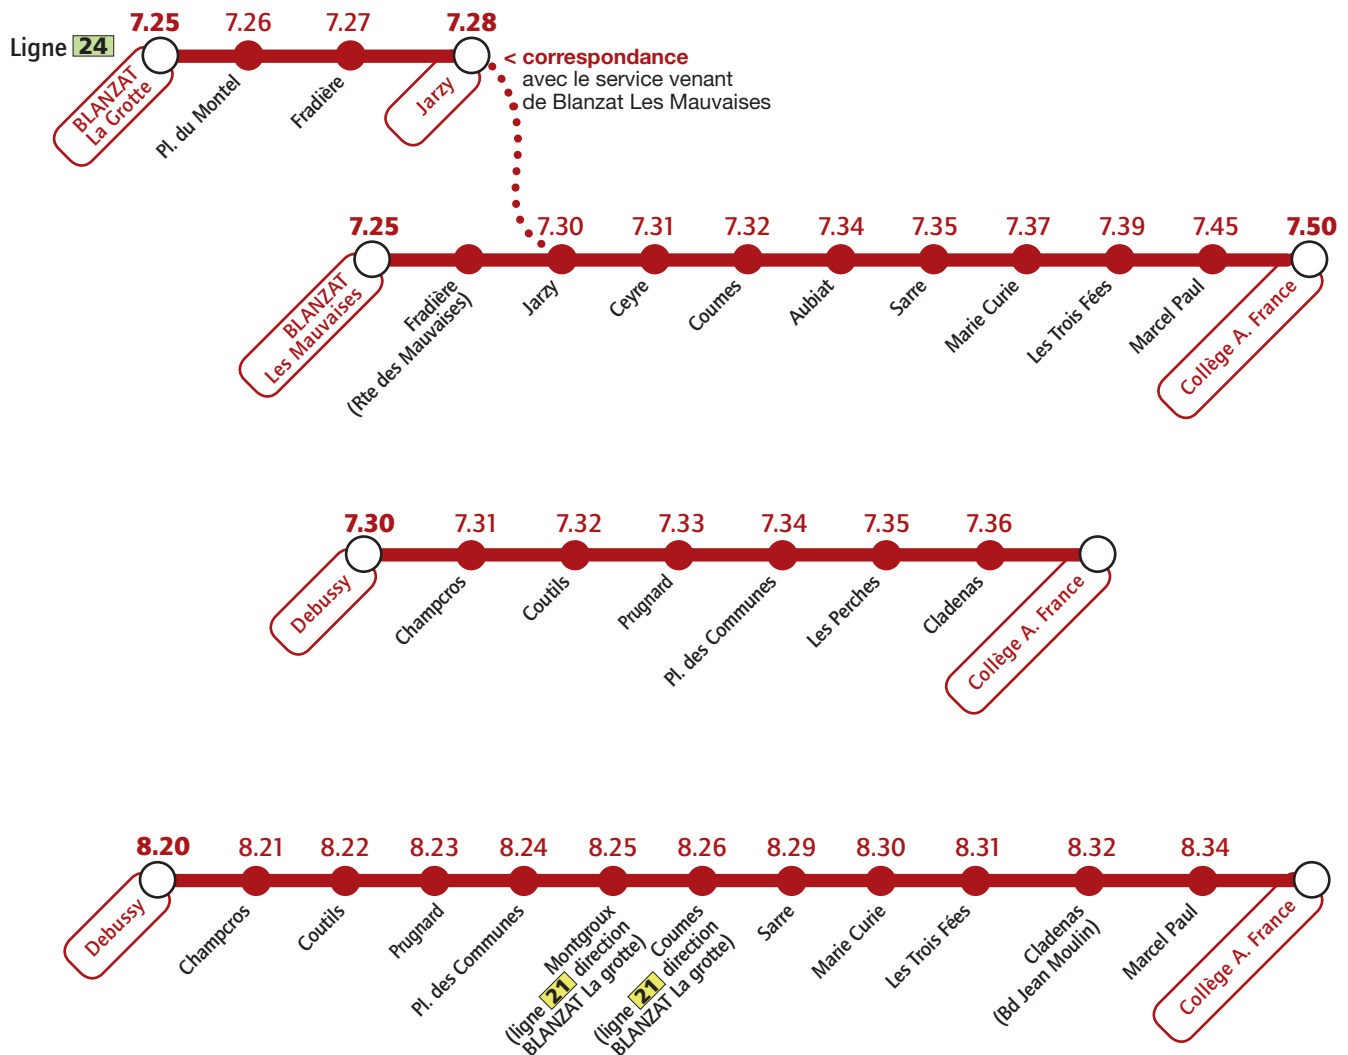 Ligne 24
7.25 7.26 7.27 7.28
BLANZAT
La Grotte
Pl. du Montel
Fradière
Jarzy
< correspondance
avec le service venant
de Blanzat Les Mauvaises
7.25 7.30 7.31 7.32 7.34 7.35 7.37 7.39 7.45 7.50
BLANZAT
Les Mauvaises
Fradière
(Rte des Mauvaises)
Jarzy
Ceyre
Coumes
Aubiat
Sarre
Marie Curie
Les Trois Fées
Marcel Paul
Collège A. France
7.30 7.31 7.32 7.33 7.34 7.35 7.36
Debussy
Champcros
Coutils
Prugnard
Pl. des Communes
Les Perches
Cladenas
Collège A. France
8.20 8.21 8.22 8.23 8.24 8.25 8.26 8.29 8.30 8.31 8.32 8.34
Debussy
Champcros
Coutils
Prugnard
Pl. des Communes
Montgroux
(ligne 21 direction
BLANZAT La grotte)
Coumes
(ligne 21 direction
BLANZAT La grotte)
Sarre
Marie Curie
Les Trois Fées
Cladenas
(Bd Jean Moulin)
Marcel Paul
Collège A. France